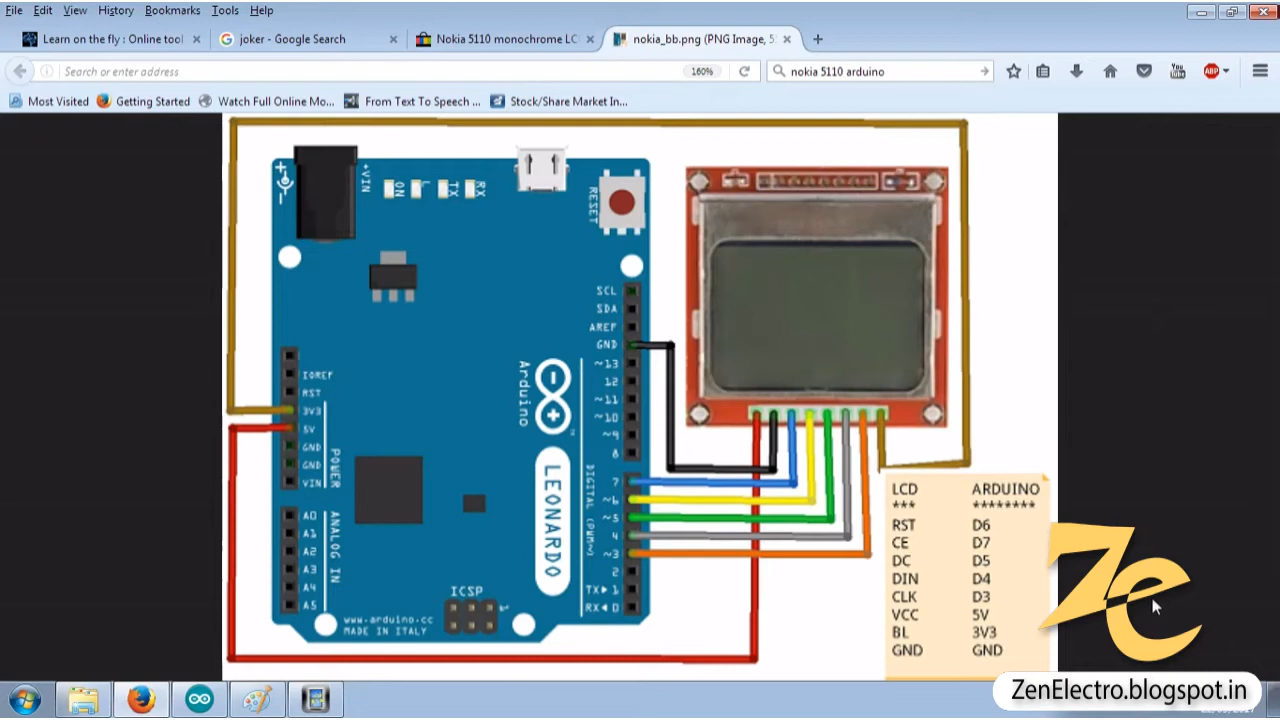 File Edit View History Bookmarks Tools Help
Learn on the fly : Online tool
joker - Google Search
Nokia 5110 monochrome LC
nokia_bb.png (PNG Image, 5
Search or enter address
160%
nokia 5110 arduino
Most Visited
Getting Started
Watch Full Online Mo...
From Text To Speech ...
Stock/Share Market In...
+VIN
ON
L
TX
RX
RESET
SCL
SDA
AREF
GND
~13
12
~11
~10
~9
8
7
~6
~5
4
~3
2
TX▶1
RX◀0
DIGITAL (PWM~)
IOREF
RST
3V3
5V
GND
GND
VIN
POWER
A0
A1
A2
A3
A4
A5
ANALOG IN
Arduino
TM
LEONARDO
ICSP
1
www.arduino.cc
MADE IN ITALY
LCD ARDUINO
*** ********
RST D6
CE D7
DC D5
DIN D4
CLK D3
VCC 5V
BL 3V3
GND GND
Ze
ZenElectro.blogspot.in
You
ABP